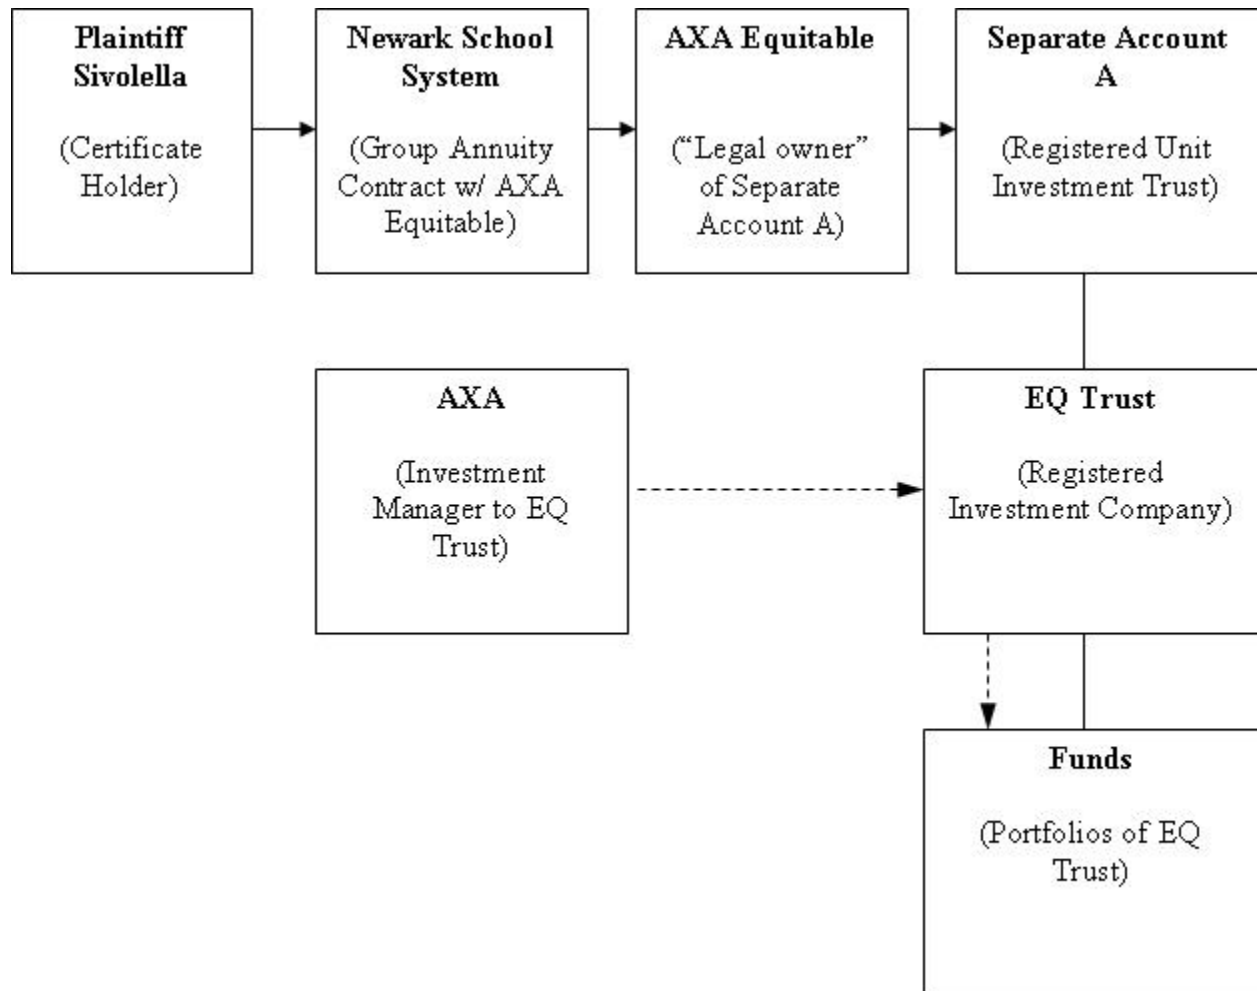 Plaintiff
Sivolella
(Certificate
Holder)
Newark School
System
(Group Annuity
Contract w/ AXA
Equitable)
AXA Equitable
(“Legal owner”
of Separate
Account A)
Separate Account
A
(Registered Unit
Investment Trust)
AXA
(Investment
Manager to EQ
Trust)
EQ Trust
(Registered
Investment Company)
Funds
(Portfolios of EQ
Trust)